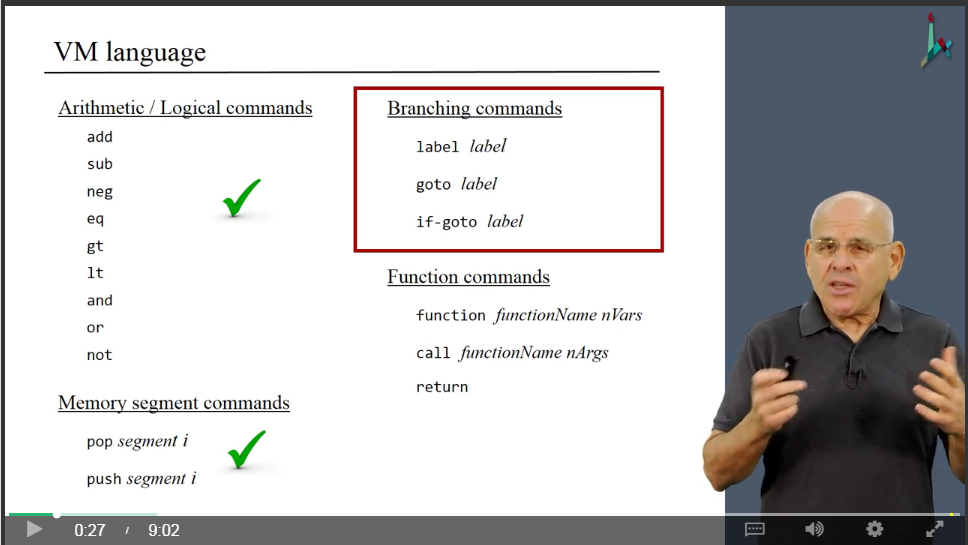 VM language
Arithmetic / Logical commands
add
sub
neg
eq
gt
lt
and
or
not
Memory segment commands
pop segment i
push segment i
Branching commands
label label
goto label
if-goto label
Function commands
function functionName nVars
call functionName nArgs
return
0:27 / 9:02